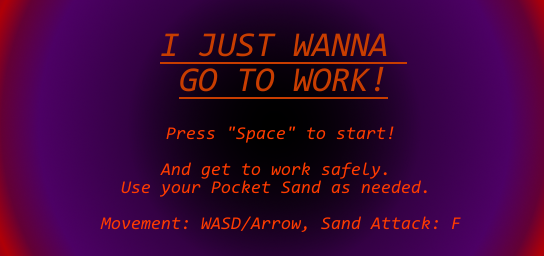 I JUST WANNA
GO TO WORK!
Press "Space" to start!
And get to work safely.
Use your Pocket Sand as needed.
Movement: WASD/Arrow, Sand Attack: F